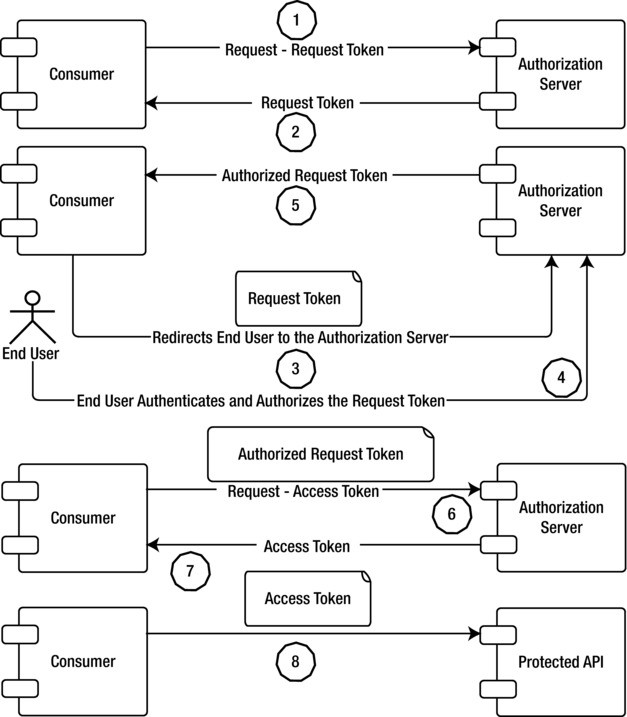 1
Consumer
Request - Request Token
Authorization
Server
Request Token
2
Consumer
Authorized Request Token
Authorization
Server
5
Request Token
End User
Redirects End User to the Authorization Server
3
4
End User Authenticates and Authorizes the Request Token
Authorized Request Token
Consumer
Request - Access Token
6
Authorization
Server
Access Token
7
Access Token
Consumer
8
Protected API